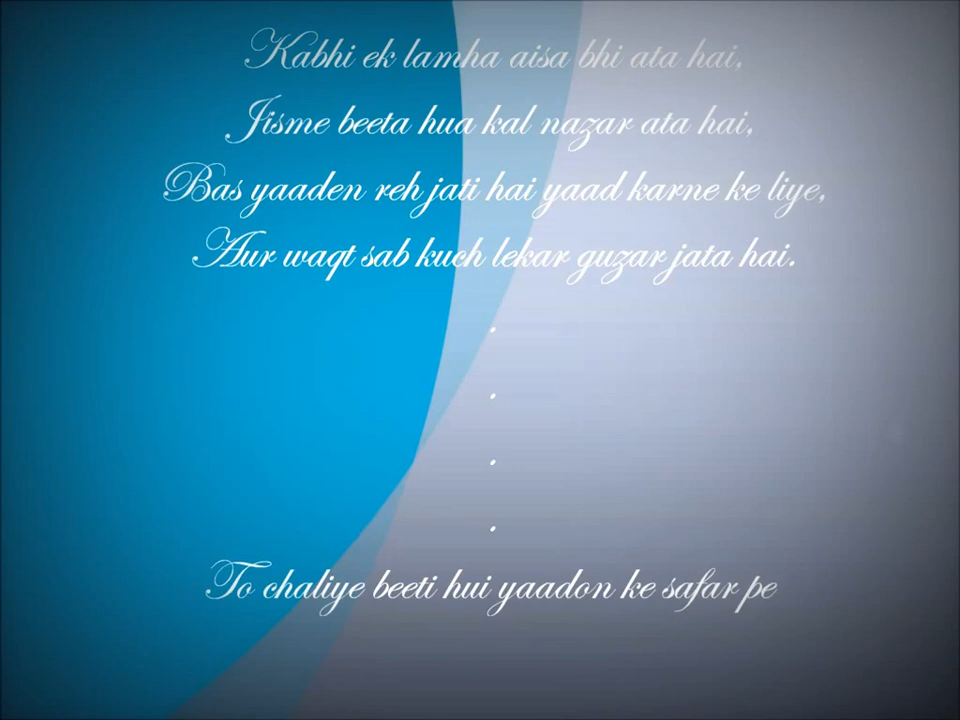 Kabhi ek lamha aisa bhi ata hai,
Jisme beeta hua kal nazar ata hai,
Bas yaaden reh jati hai yaad karne ke liye,
Aur waqt sab kuch lekar guzar jata hai.
.
.
.
.
To chaliye beeti hui yaadon ke safar pe